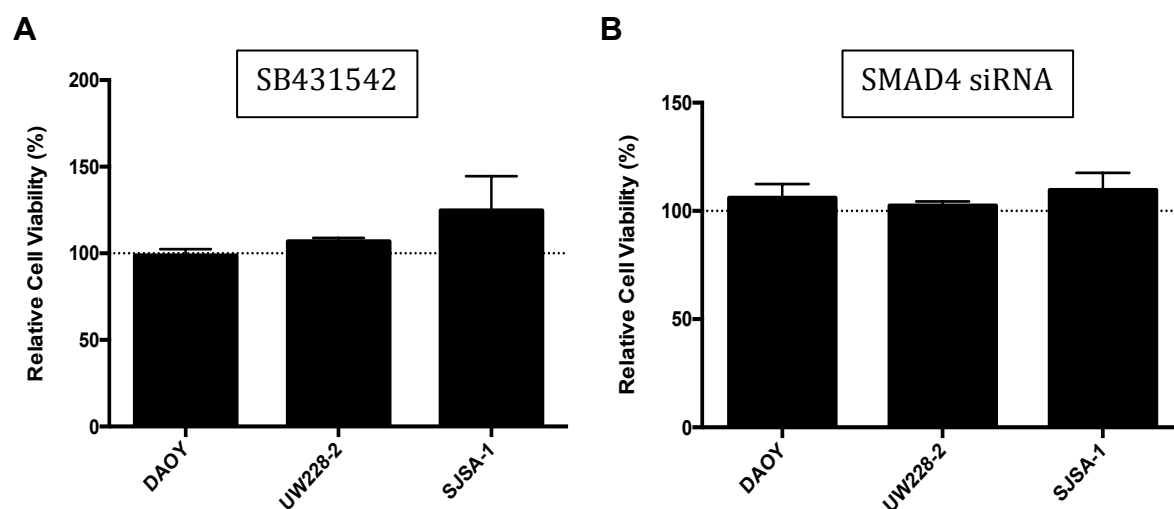 A
SB431542
Relative Cell Viability (%)
200
150
100
50
0
DAOY
UW228-2
SJSA-1
B
SMAD4 siRNA
Relative Cell Viability (%)
150
100
50
0
DAOY
UW228-2
SJSA-1